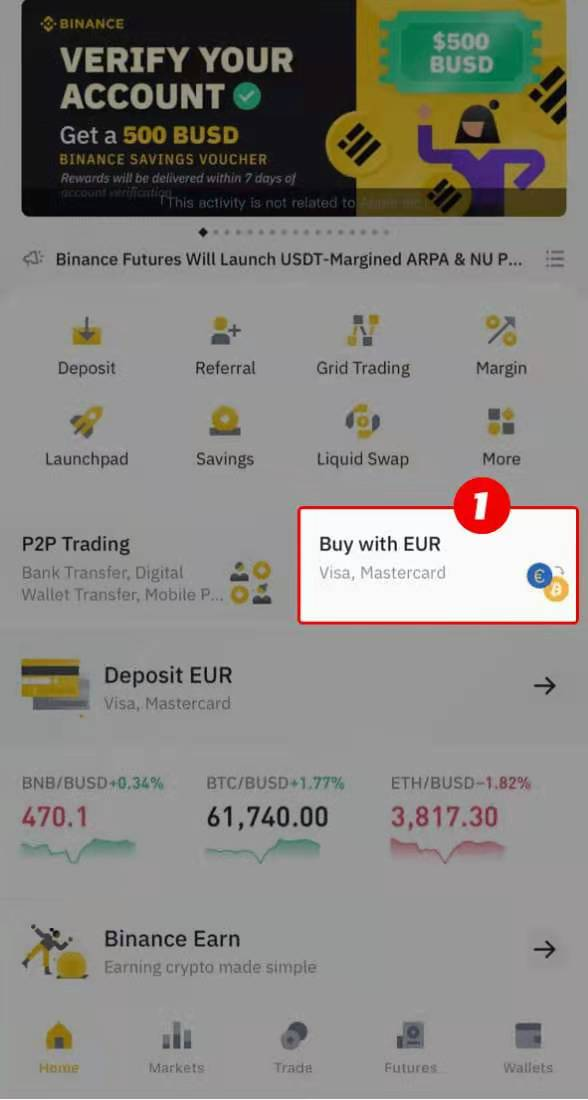 BINANCE
VERIFY YOUR
ACCOUNT
Get a 500 BUSD
BINANCE SAVINGS VOUCHER
Rewards will be delivered within 7 days of
account verification
This activity is not related to Apple Inc.
$500
BUSD
Binance Futures Will Launch USDT-Margined ARPA & NU P...
Deposit
Referral
Grid Trading
Margin
Launchpad
Savings
Liquid Swap
More
1
P2P Trading
Bank Transfer, Digital
Wallet Transfer, Mobile P...
Buy with EUR
Visa, Mastercard
Deposit EUR
Visa, Mastercard
BNB/BUSD+0.34%
470.1
BTC/BUSD+1.77%
61,740.00
ETH/BUSD-1.82%
3,817.30
Binance Earn
Earning crypto made simple
Home
Markets
Trade
Futures
Wallets